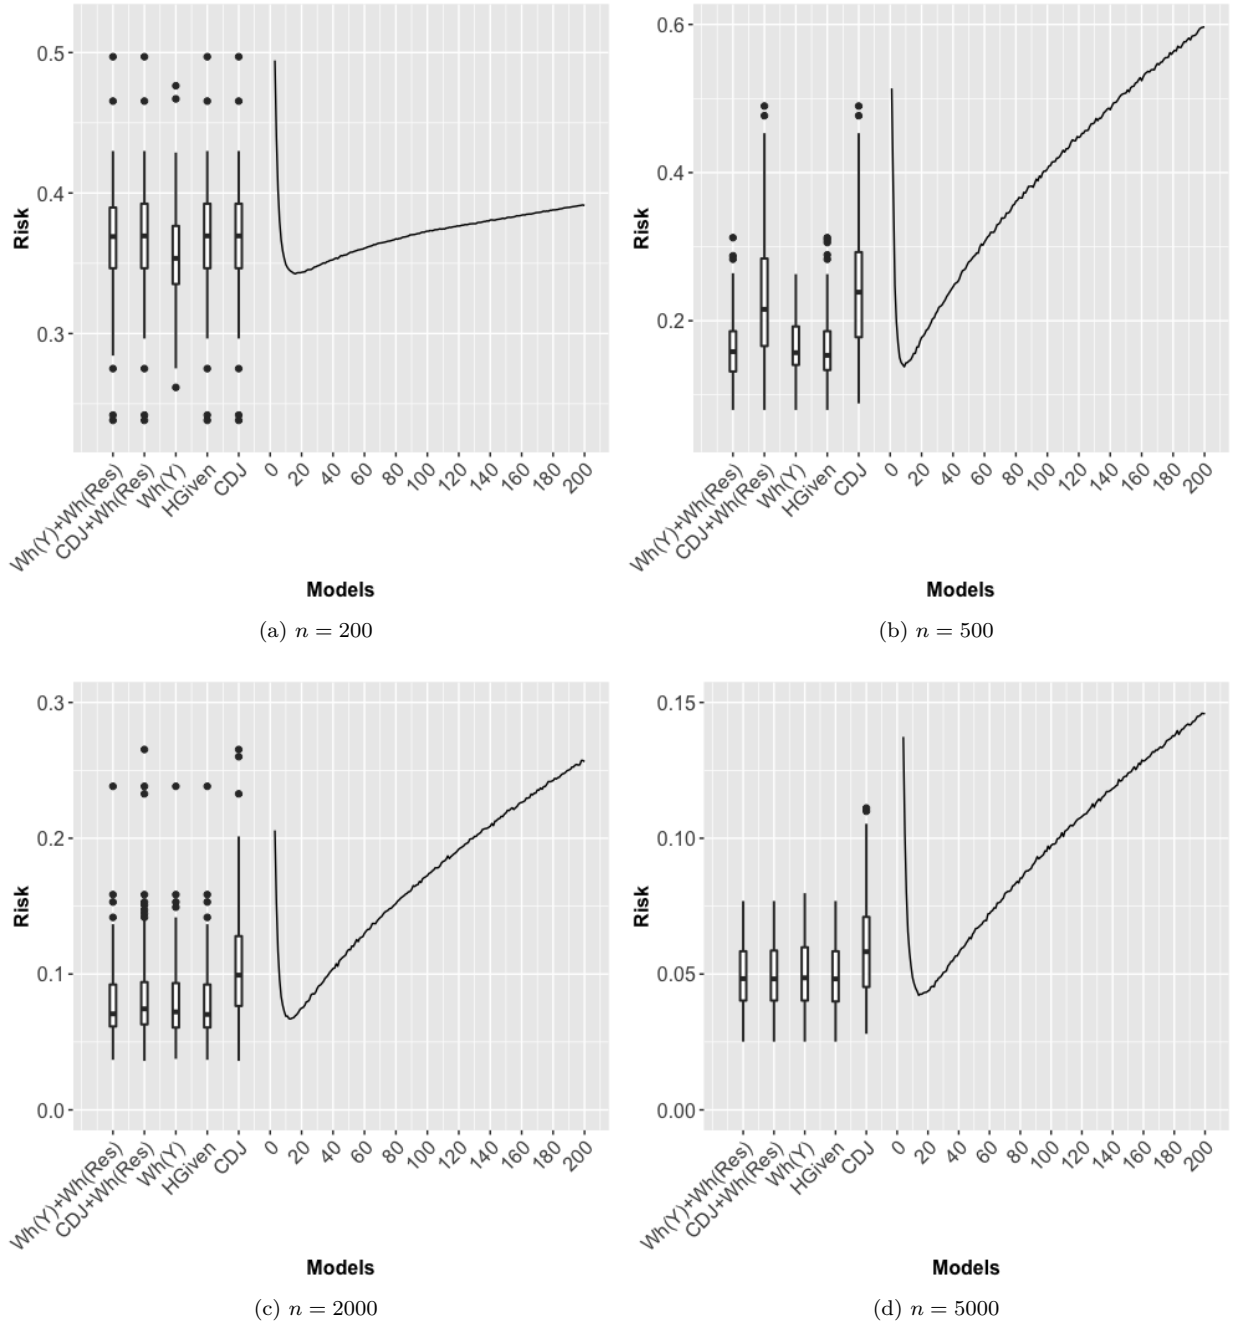 0.5
0.4
0.3
Risk
Wh(Y)+Wh(Res)
CDJ+Wh(Res)
Wh(Y)
HGiven
CDJ
0 20 40 60 80 100 120 140 160 180 200
Models
(a) n = 200
0.6
0.4
0.2
Risk
Wh(Y)+Wh(Res)
CDJ+Wh(Res)
Wh(Y)
HGiven
CDJ
0 20 40 60 80 100 120 140 160 180 200
Models
(b) n = 500
0.3
0.2
0.1
0.0
Risk
Wh(Y)+Wh(Res)
CDJ+Wh(Res)
Wh(Y)
HGiven
CDJ
0 20 40 60 80 100 120 140 160 180 200
Models
(c) n = 2000
0.15
0.10
0.05
0.00
Risk
Wh(Y)+Wh(Res)
CDJ+Wh(Res)
Wh(Y)
HGiven
CDJ
0 20 40 60 80 100 120 140 160 180 200
Models
(d) n = 5000